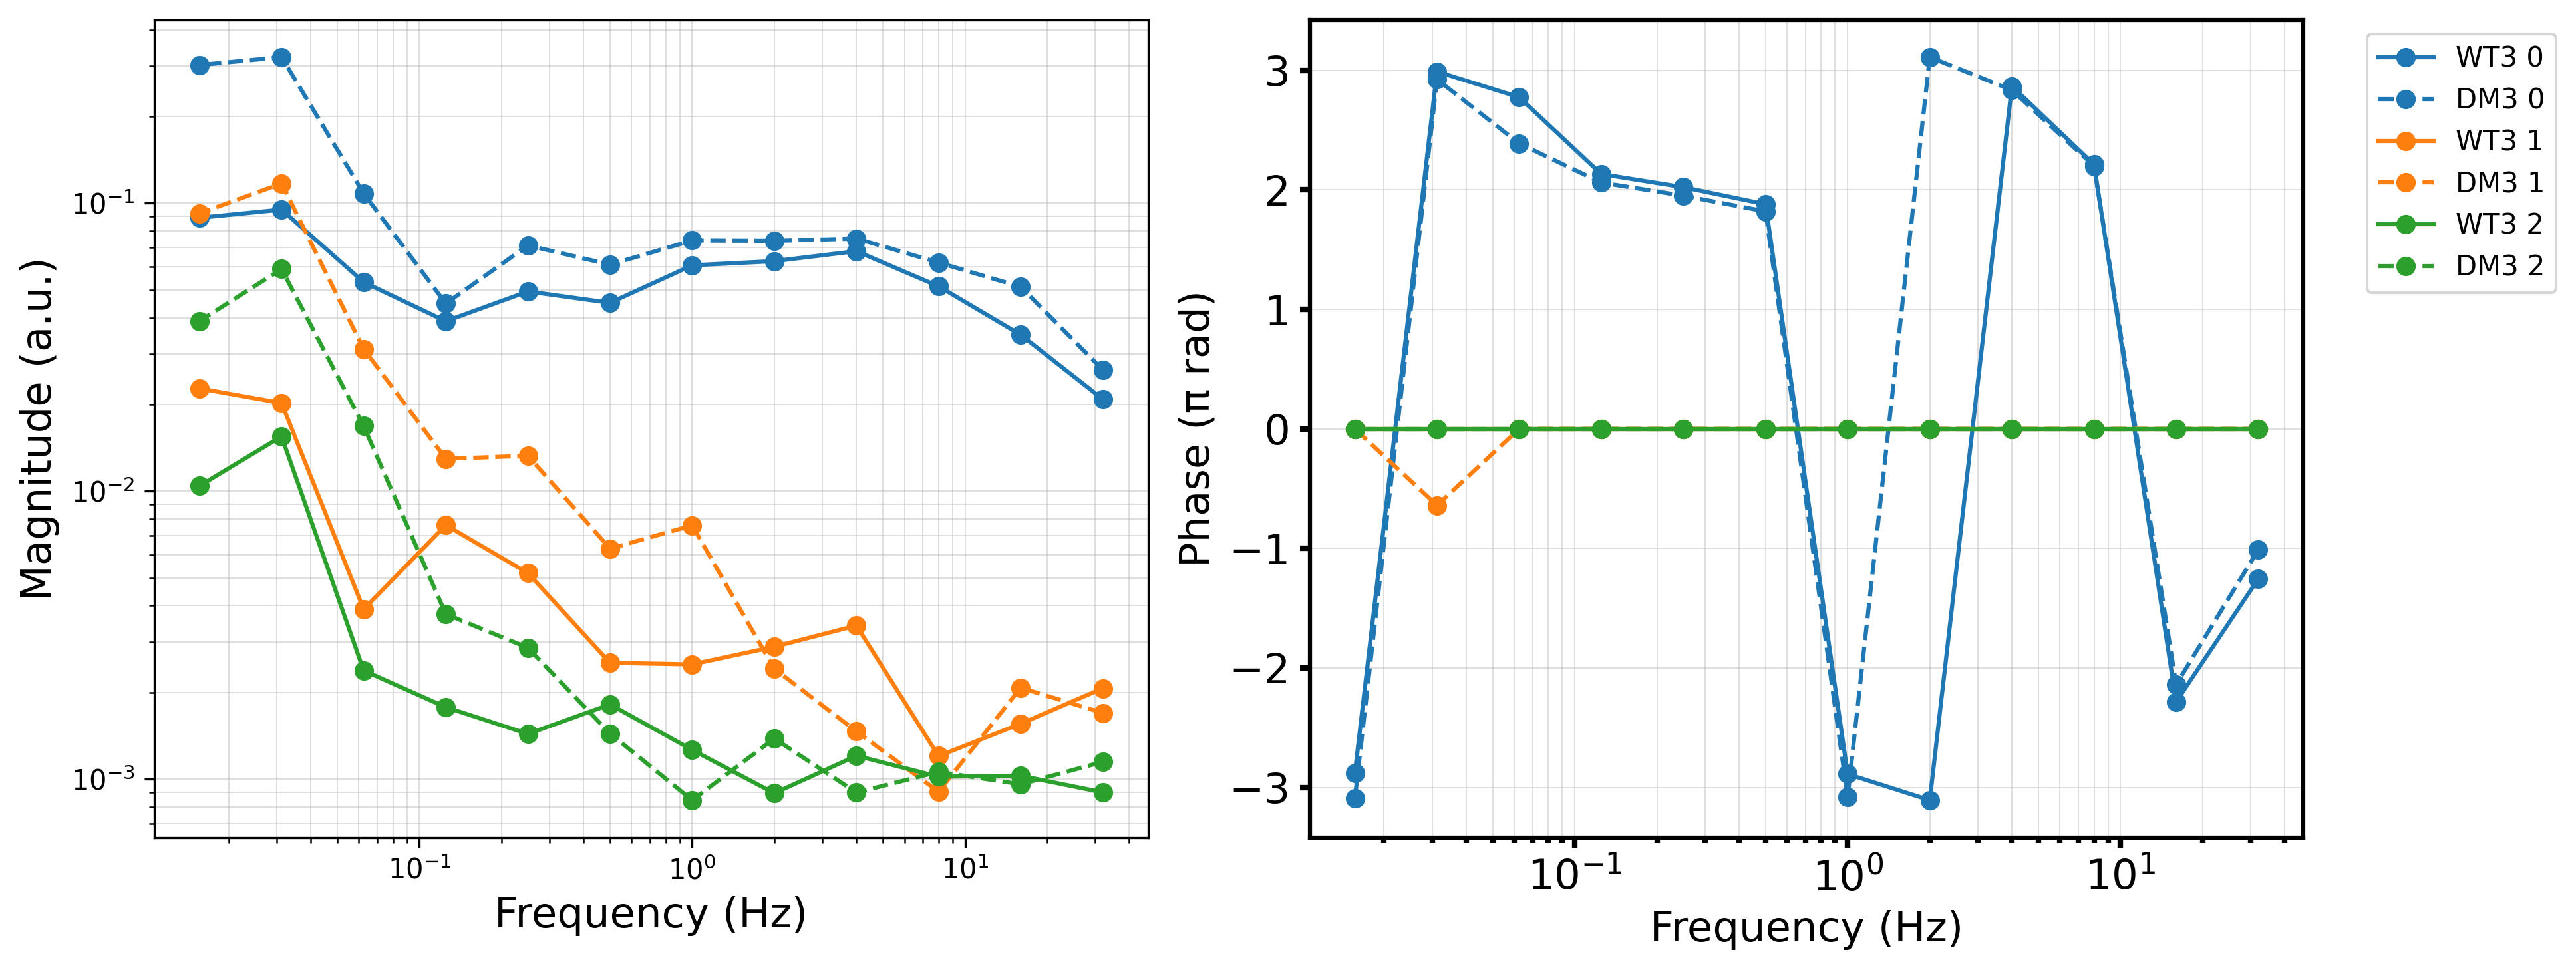 Magnitude (a.u.)
10⁻¹
10⁻²
10⁻³
10⁻¹ 10⁰ 10¹
Frequency (Hz)
Phase (π rad)
3
2
1
0
−1
−2
−3
10⁻¹ 10⁰ 10¹
Frequency (Hz)
WT3 0
DM3 0
WT3 1
DM3 1
WT3 2
DM3 2